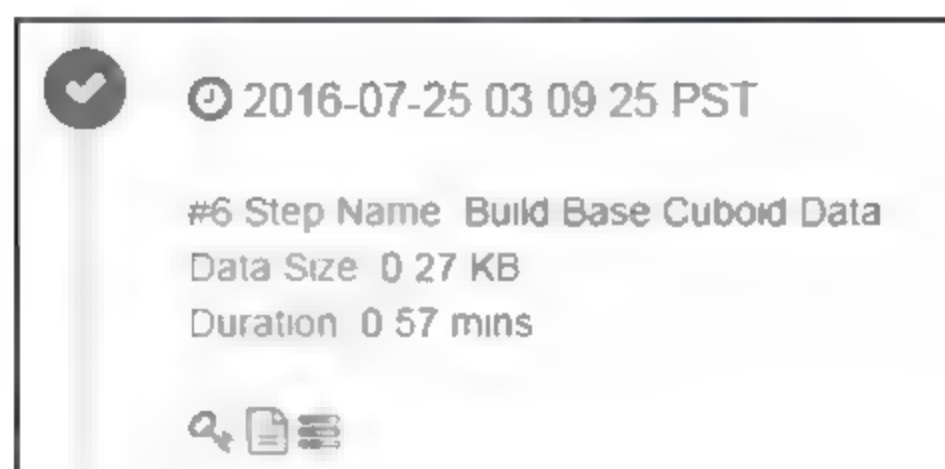 2016-07-25 03 09 25 PST
#6 Step Name Build Base Cuboid Data
Data Size 0 27 KB
Duration 0 57 mins